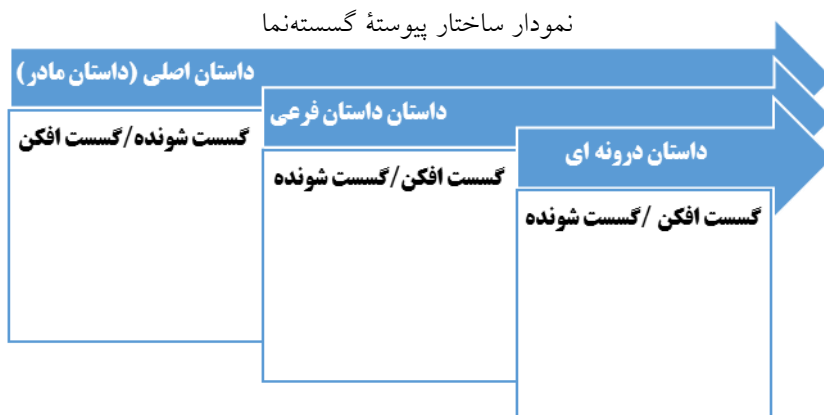 نمودار ساختار پیوستهٔ گسسته‌نما
داستان اصلی (داستان مادر)
گسست شونده/گسست افکن
داستان داستان فرعی
گسست افکن/گسست شونده
داستان درونه ای
گسست افکن /گسست شونده